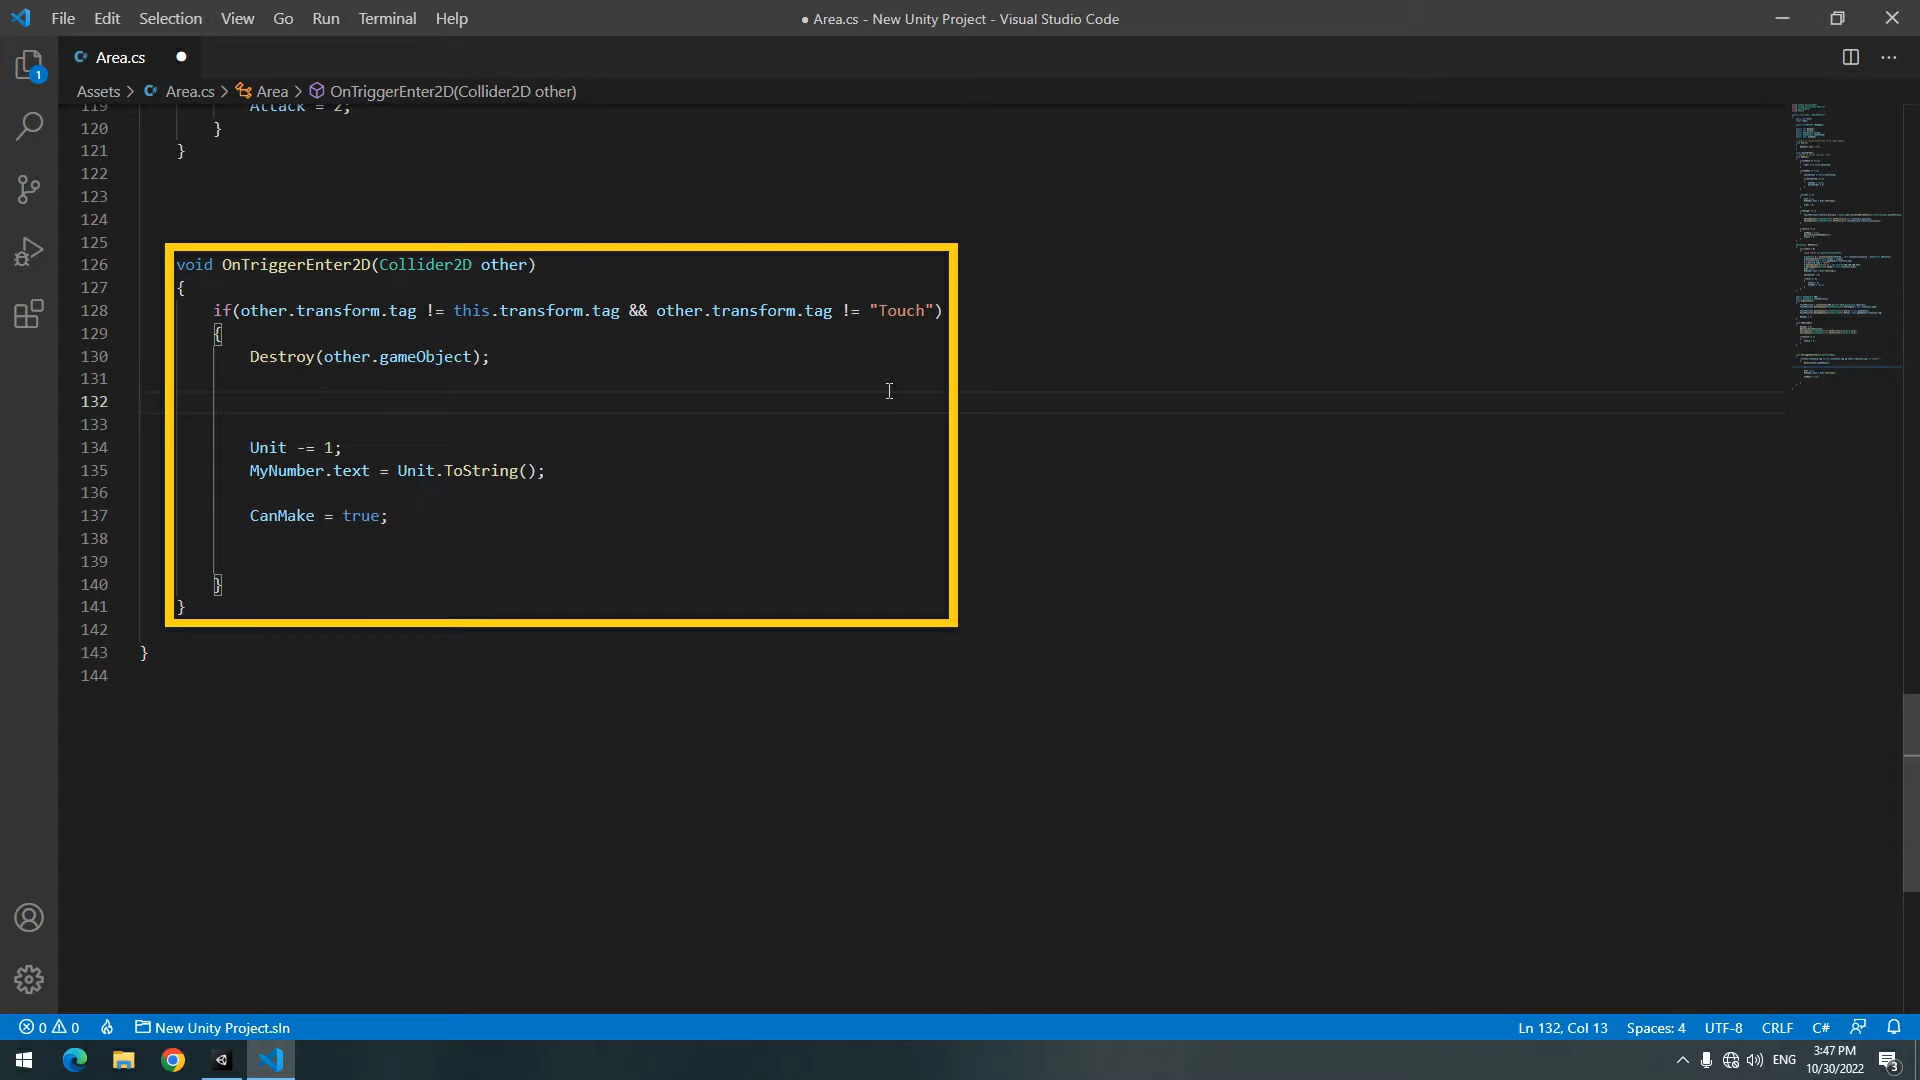 File Edit Selection View Go Run Terminal Help
● Area.cs - New Unity Project - Visual Studio Code
C# Area.cs
1
Assets > C# Area.cs > Area > OnTriggerEnter2D(Collider2D other)
119 Attack = 2;
120 }
121 }
122
123
124
125
126 void OnTriggerEnter2D(Collider2D other)
127 {
128 if(other.transform.tag != this.transform.tag && other.transform.tag != "Touch")
129 {
130 Destroy(other.gameObject);
131
132
133
134 Unit -= 1;
135 MyNumber.text = Unit.ToString();
136
137 CanMake = true;
138
139
140 }
141 }
142
143 }
144
0 0 New Unity Project.sln Ln 132, Col 13 Spaces: 4 UTF-8 CRLF C#
ENG 3:47 PM
10/30/2022
3